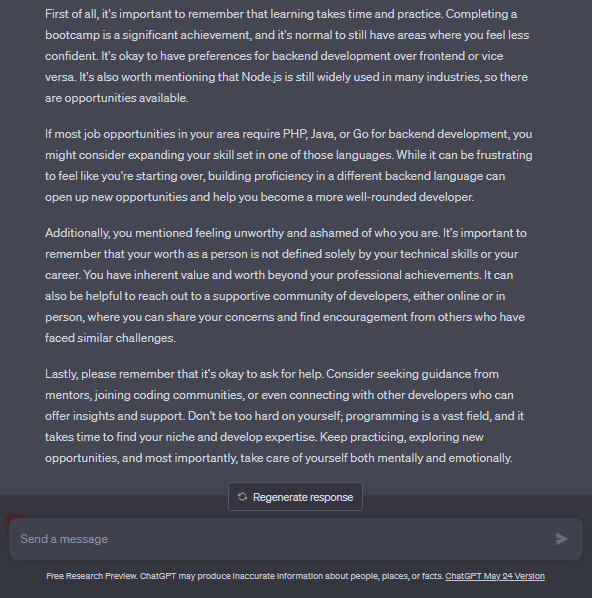 First of all, it's important to remember that learning takes time and practice. Completing a
bootcamp is a significant achievement, and it's normal to still have areas where you feel less
confident. It's okay to have preferences for backend development over frontend or vice
versa. It's also worth mentioning that Node.js is still widely used in many industries, so there
are opportunities available.
If most job opportunities in your area require PHP, Java, or Go for backend development, you
might consider expanding your skill set in one of those languages. While it can be frustrating
to feel like you're starting over, building proficiency in a different backend language can
open up new opportunities and help you become a more well-rounded developer.
Additionally, you mentioned feeling unworthy and ashamed of who you are. It's important to
remember that your worth as a person is not defined solely by your technical skills or your
career. You have inherent value and worth beyond your professional achievements. It can
also be helpful to reach out to a supportive community of developers, either online or in
person, where you can share your concerns and find encouragement from others who have
faced similar challenges.
Lastly, please remember that it's okay to ask for help. Consider seeking guidance from
mentors, joining coding communities, or even connecting with other developers who can
offer insights and support. Don't be too hard on yourself; programming is a vast field, and it
takes time to find your niche and develop expertise. Keep practicing, exploring new
opportunities, and most importantly, take care of yourself both mentally and emotionally.
Regenerate response
Send a message
Free Research Preview. ChatGPT may produce inaccurate information about people, places, or facts. ChatGPT May 24 Version